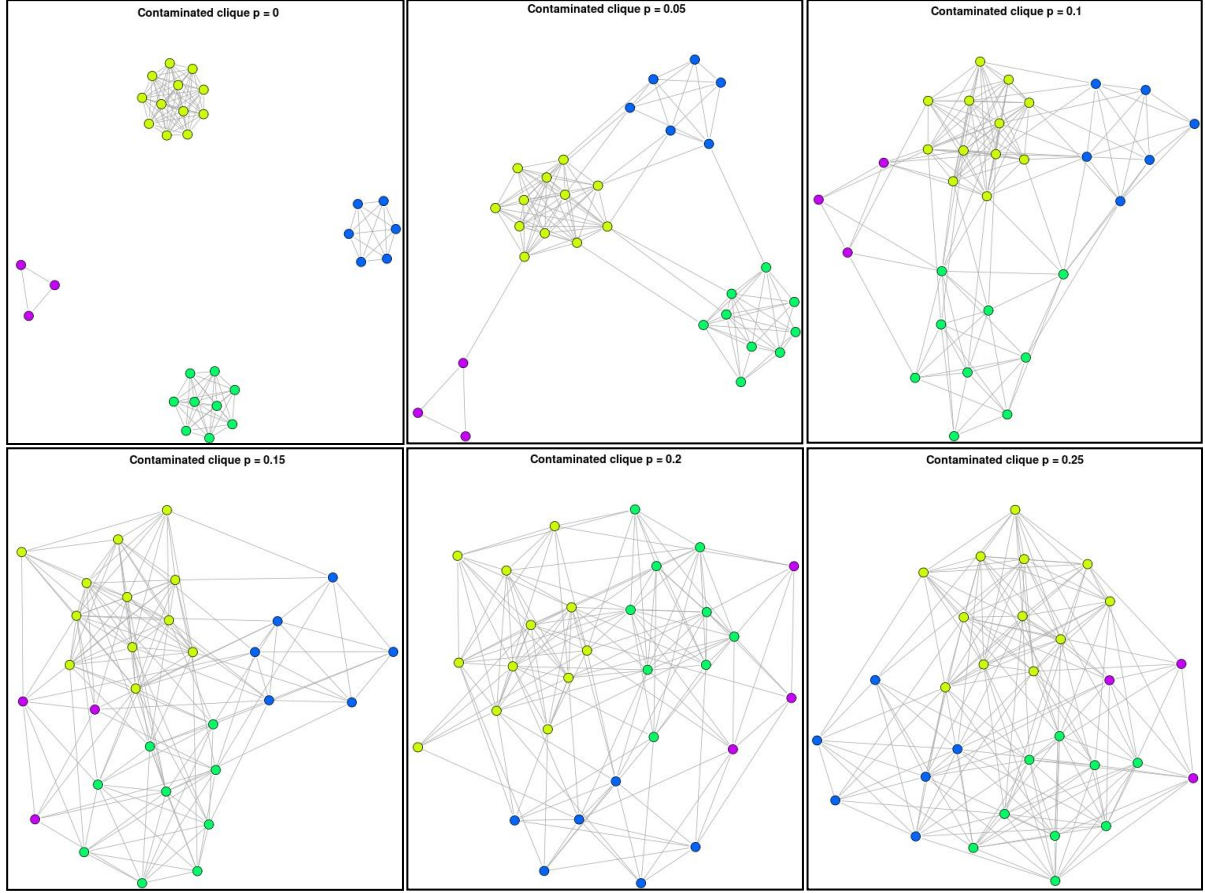 Contaminated clique p = 0
Contaminated clique p = 0.05
Contaminated clique p = 0.1
Contaminated clique p = 0.15
Contaminated clique p = 0.2
Contaminated clique p = 0.25